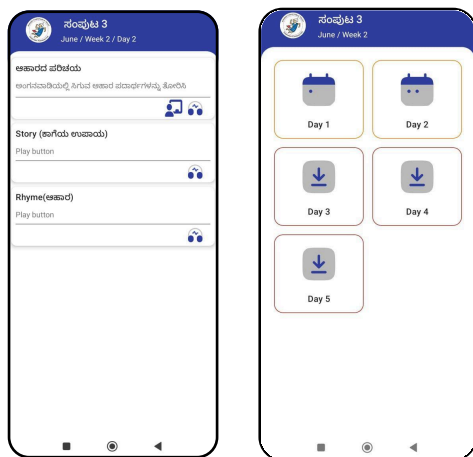 ಸಂಪುಟ 3
June / Week 2 / Day 2
ಆಹಾರದ ಪರಿಚಯ
ಅಂಗನವಾಡಿಯಲ್ಲಿ ಸಿಗುವ ಆಹಾರ ಪದಾರ್ಥಗಳನ್ನು ತೋರಿಸಿ
Story (ಕಾಗೆಯ ಉಪಾಯ)
Play button
Rhyme(ಆಹಾರ)
Play button
ಸಂಪುಟ 3
June / Week 2
Day 1
Day 2
Day 3
Day 4
Day 5